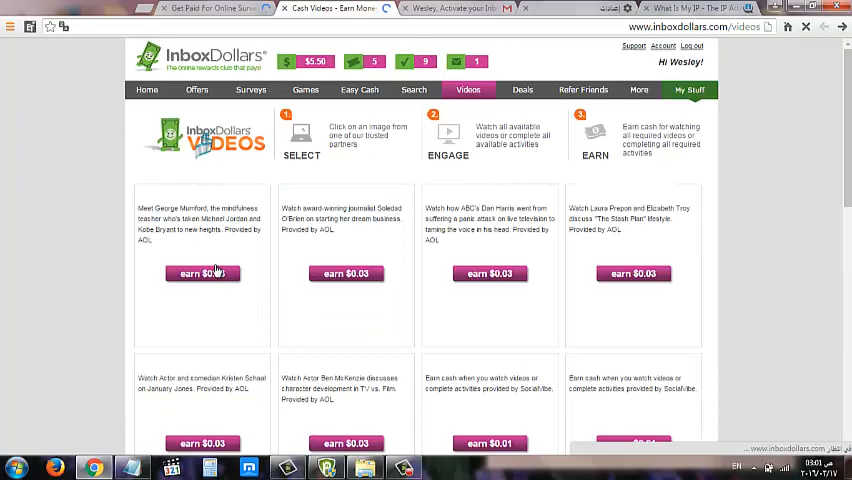 Get Paid For Online Surve
Cash Videos - Earn Mone
Wesley, Activate your Inb
إعدادات
What Is My IP - The IP Ad
www.inboxdollars.com/videos
InboxDollars®
The online rewards club that pays!
$ $5.50 5 9 1
Support Account Log out
Hi Wesley!
Home Offers Surveys Games Easy Cash Search Videos Deals Refer Friends More My Stuff
InboxDollars'
VIDEOS
1.
SELECT
Click on an image from
one of our trusted
partners
2.
ENGAGE
Watch all available
videos or complete all
available activities
3.
EARN
Earn cash for watching
all required videos or
completing all required
activities
Meet George Mumford, the mindfulness
teacher who's taken Michael Jordan and
Kobe Bryant to new heights. Provided by
AOL
Watch award-winning journalist Soledad
O'Brien on starting her dream business.
Provided by AOL
Watch how ABC's Dan Harris went from
suffering a panic attack on live television to
taming the voice in his head. Provided by
AOL
Watch Laura Prepon and Elizabeth Troy
discuss "The Stash Plan" lifestyle.
Provided by AOL
earn $0.
earn $0.03
earn $0.03
earn $0.03
Watch Actor and comedian Kristen Schaal
on January Jones. Provided by AOL
Watch Actor Ben McKenzie discusses
character development in TV vs. Film.
Provided by AOL
Earn cash when you watch videos or
complete activities provided by SocialVibe.
Earn cash when you watch videos or
complete activities provided by SocialVibe.
earn $0.03
earn $0.03
earn $0.01
في انتظار www.inboxdollars.com ...
321
EN
03:01 ص
٢٠١٦/٠٢/١٧